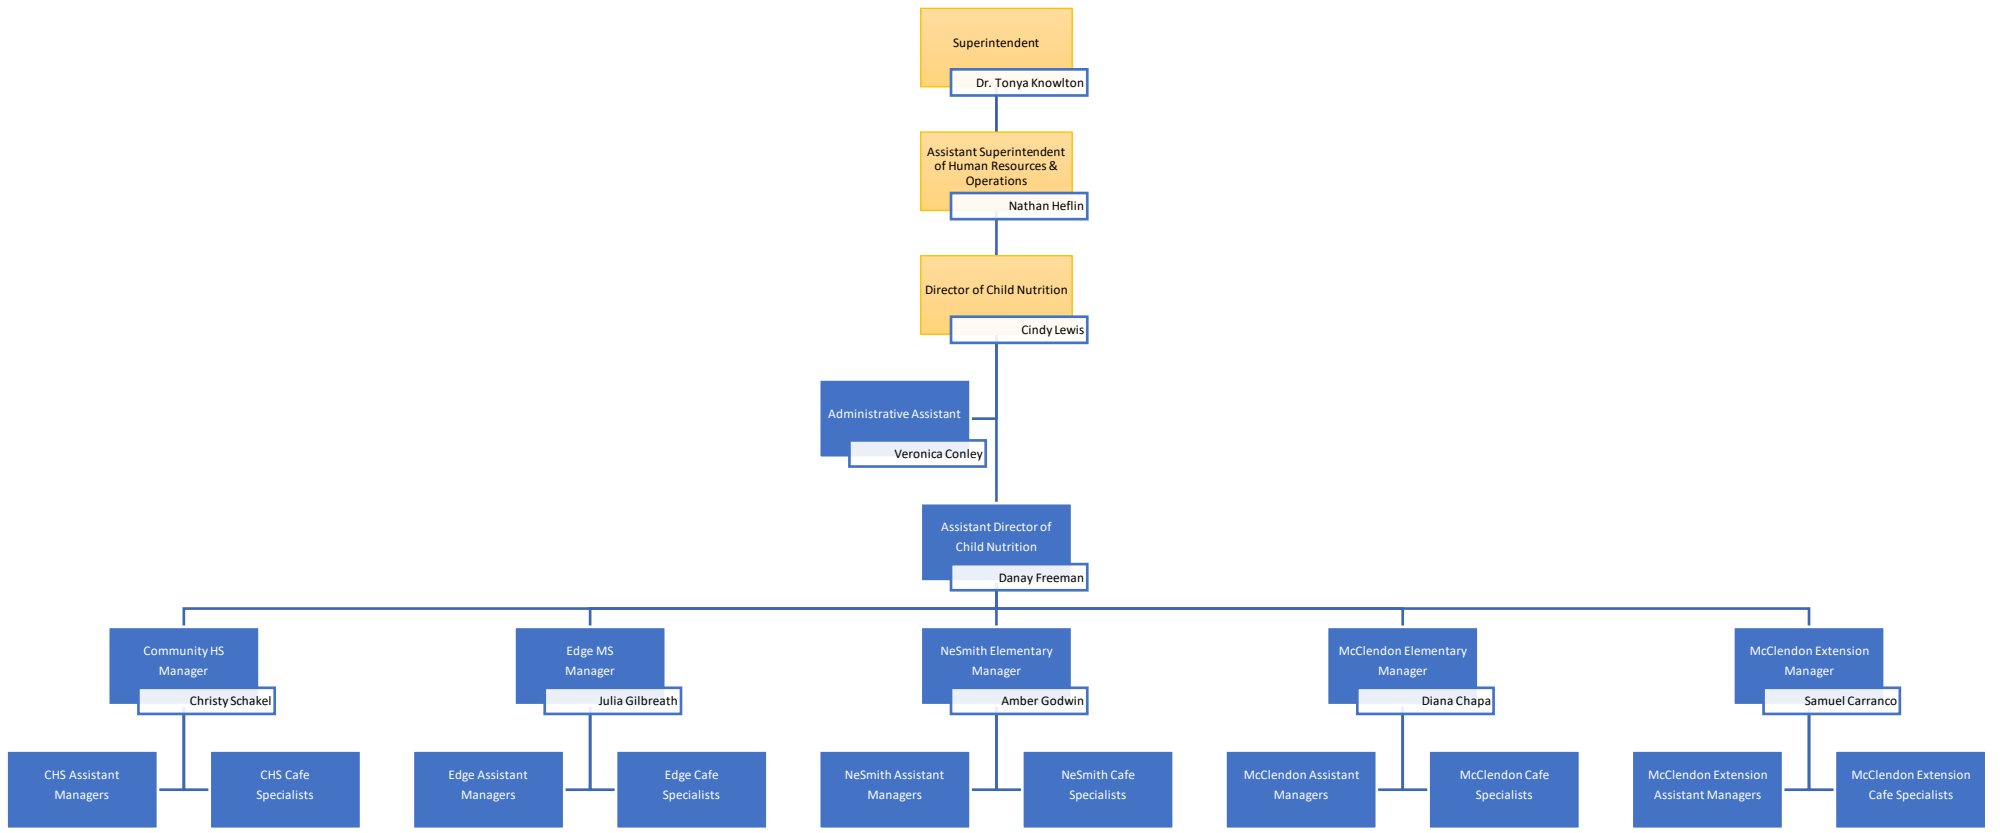 Superintendent
Dr. Tonya Knowlton
Assistant Superintendent
of Human Resources &
Operations
Nathan Heflin
Director of Child Nutrition
Cindy Lewis
Administrative Assistant
Veronica Conley
Assistant Director of
Child Nutrition
Danay Freeman
Community HS
Manager
Christy Schakel
Edge MS
Manager
Julia Gilbreath
NeSmith Elementary
Manager
Amber Godwin
McClendon Elementary
Manager
Diana Chapa
McClendon Extension
Manager
Samuel Carranco
CHS Assistant
Managers
CHS Cafe
Specialists
Edge Assistant
Managers
Edge Cafe
Specialists
NeSmith Assistant
Managers
NeSmith Cafe
Specialists
McClendon Assistant
Managers
McClendon Cafe
Specialists
McClendon Extension
Assistant Managers
McClendon Extension
Cafe Specialists